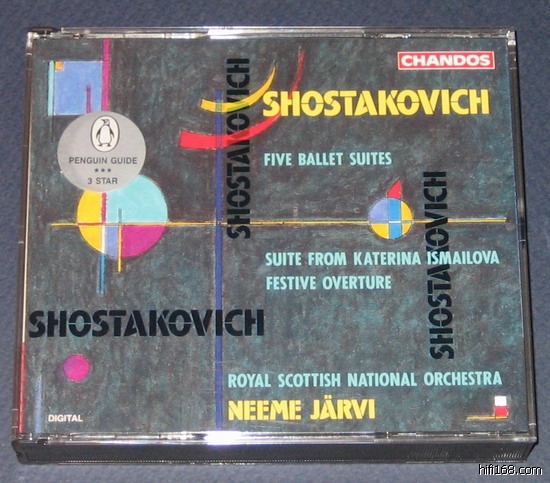 CHANDOS
SHOSTAKOVICH
SHOSTAKOVICH
PENGUIN GUIDE
★★★
3 STAR
FIVE BALLET SUITES
SHOSTAKOVICH
SUITE FROM KATERINA ISMAILOVA
FESTIVE OVERTURE
SHOSTAKOVICH
ROYAL SCOTTISH NATIONAL ORCHESTRA
NEEME JÄRVI
DIGITAL
hifi168.com